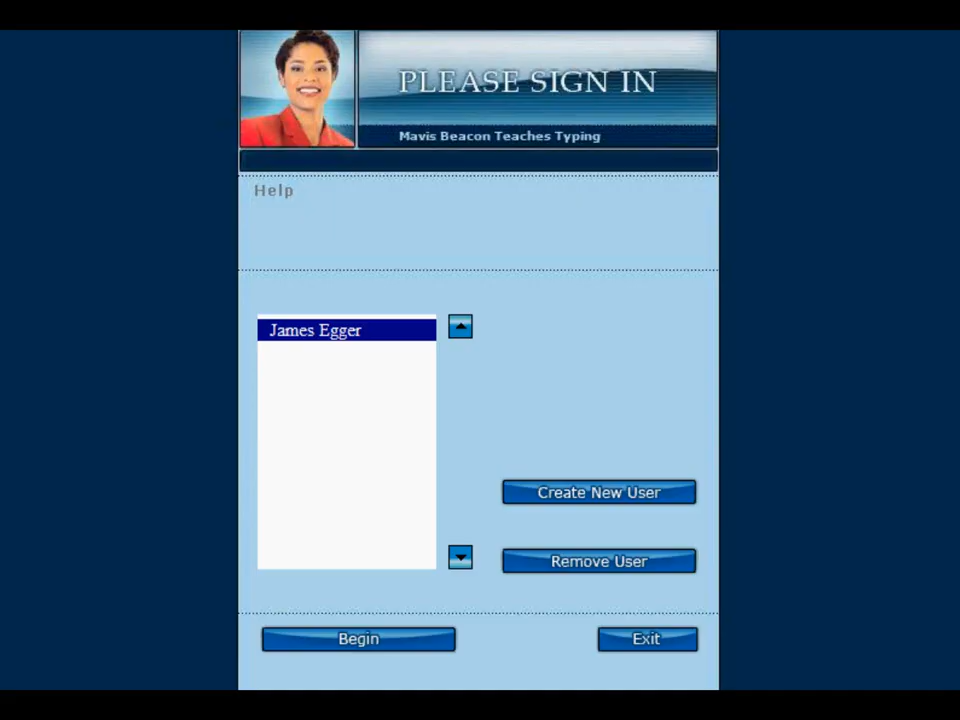 PLEASE SIGN IN
Mavis Beacon Teaches Typing
Help
James Egger
Create New User
Remove User
Begin
Exit